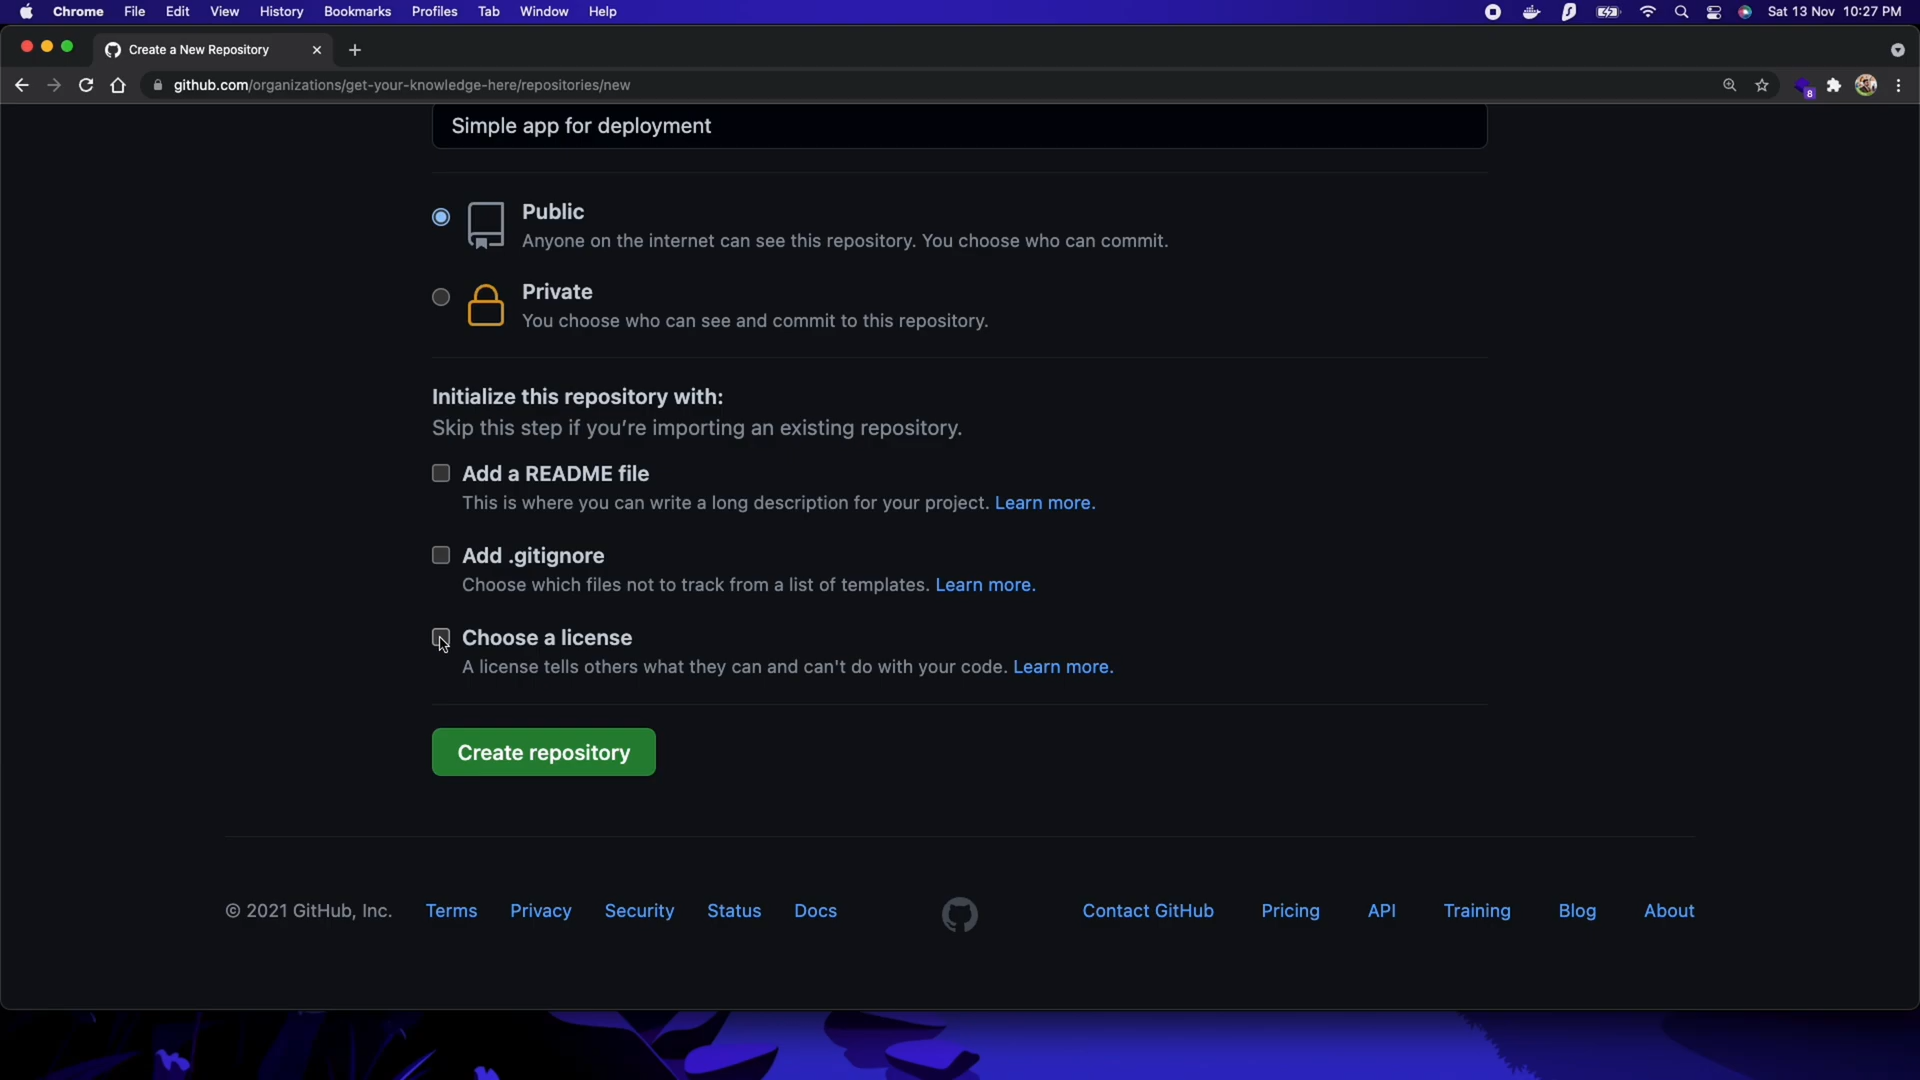 Chrome File Edit View History Bookmarks Profiles Tab Window Help Sat 13 Nov 10:27 PM
Create a New Repository
github.com/organizations/get-your-knowledge-here/repositories/new
8
Simple app for deployment
Public
Anyone on the internet can see this repository. You choose who can commit.
Private
You choose who can see and commit to this repository.
Initialize this repository with:
Skip this step if you’re importing an existing repository.
Add a README file
This is where you can write a long description for your project. Learn more.
Add .gitignore
Choose which files not to track from a list of templates. Learn more.
Choose a license
A license tells others what they can and can't do with your code. Learn more.
Create repository
© 2021 GitHub, Inc. Terms Privacy Security Status Docs Contact GitHub Pricing API Training Blog About